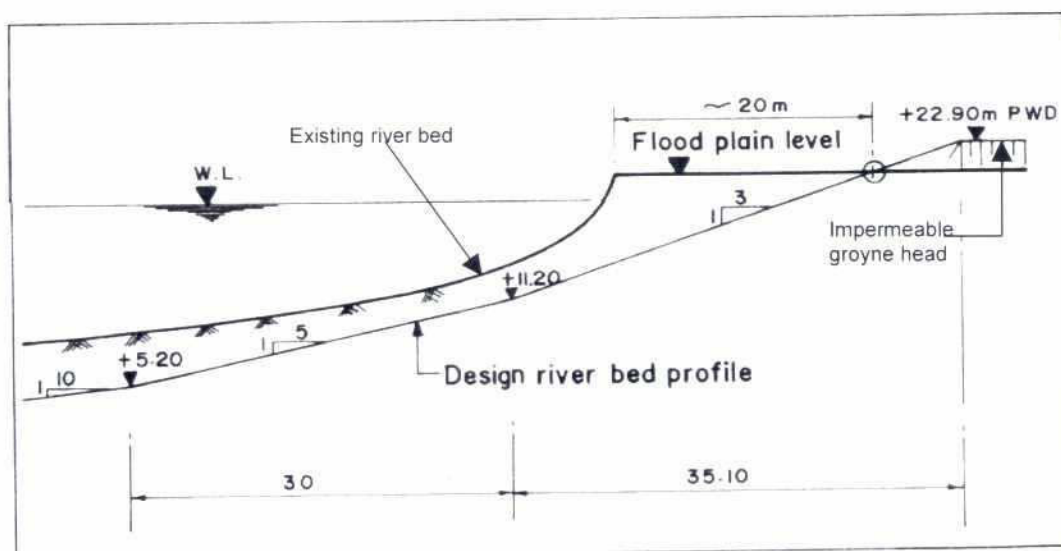 ~ 20 m
+22.90m PWD
Existing river bed
Flood plain level
W.L.
3
1
Impermeable
groyne head
+11.20
5
1
+5.20
10
1
Design river bed profile
30
35.10